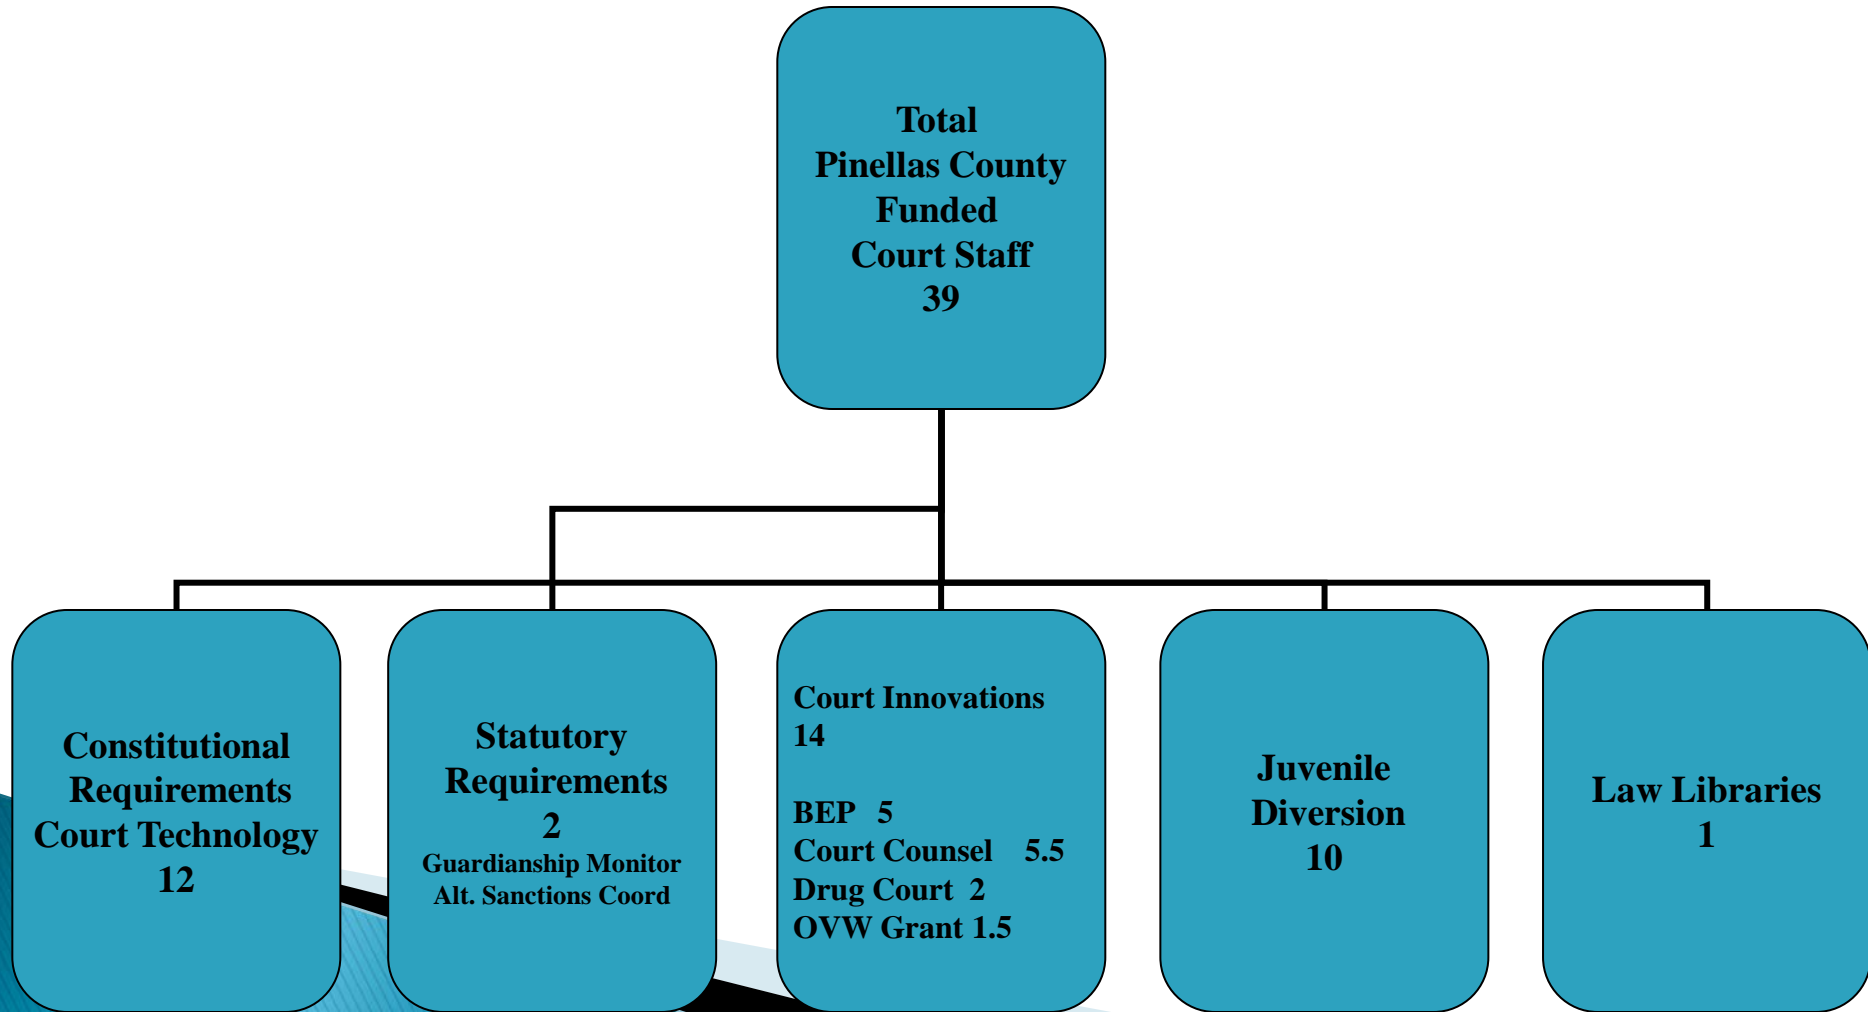 Total
Pinellas County
Funded
Court Staff
39
Constitutional
Requirements
Court Technology
12
Statutory
Requirements
2
Guardianship Monitor
Alt. Sanctions Coord
Court Innovations
14
BEP 5
Court Counsel 5.5
Drug Court 2
OVW Grant 1.5
Juvenile
Diversion
10
Law Libraries
1